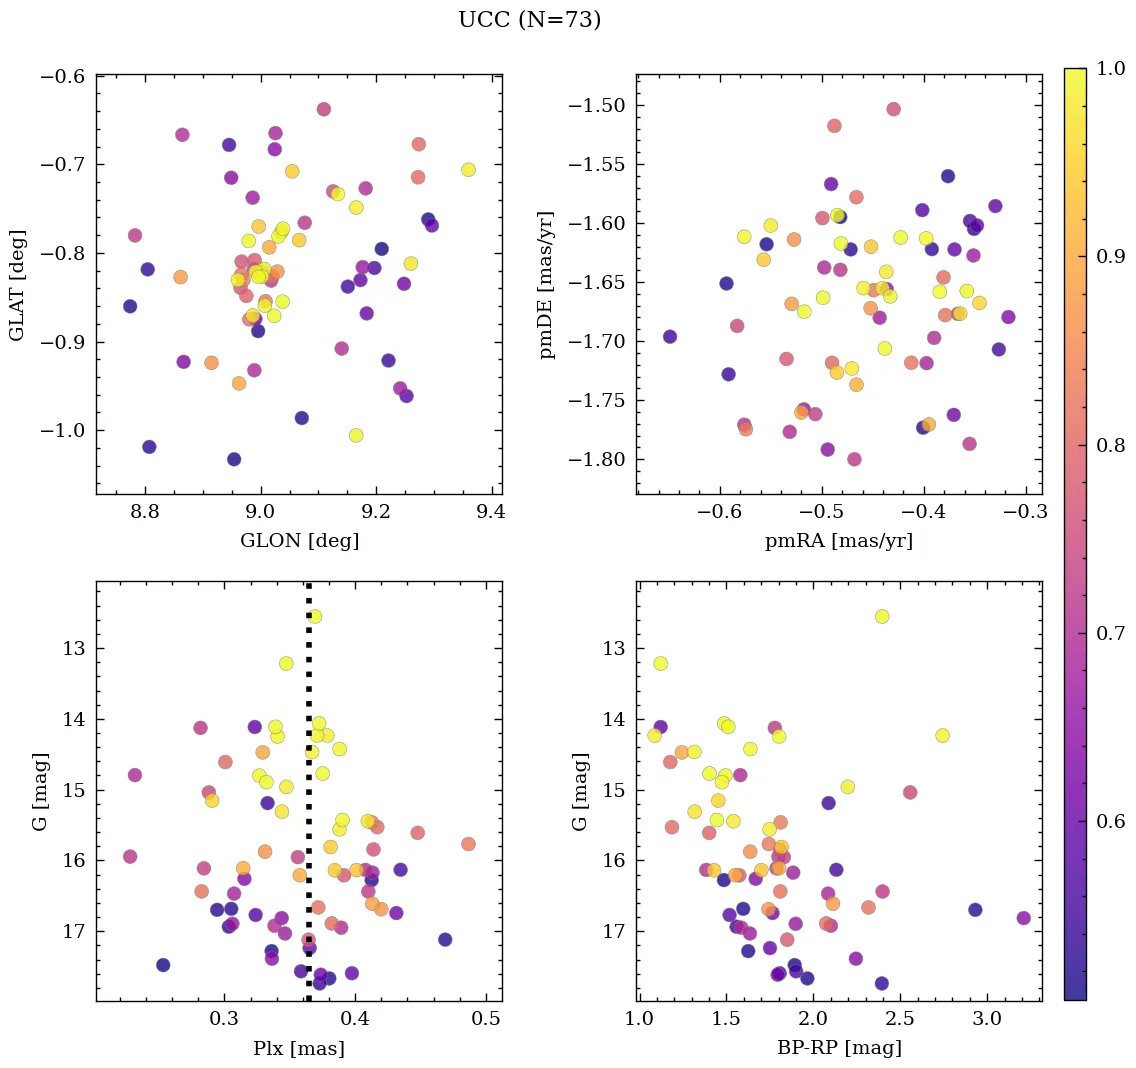 UCC (N=73)
−0.6
−0.7
−0.8
−0.9
−1.0
GLAT [deg]
8.8 9.0 9.2 9.4
GLON [deg]
−1.50
−1.55
−1.60
−1.65
−1.70
−1.75
−1.80
pmDE [mas/yr]
−0.6 −0.5 −0.4 −0.3
pmRA [mas/yr]
1.0
0.9
0.8
0.7
0.6
13
14
15
16
17
G [mag]
0.3 0.4 0.5
Plx [mas]
13
14
15
16
17
G [mag]
1.0 1.5 2.0 2.5 3.0
BP-RP [mag]